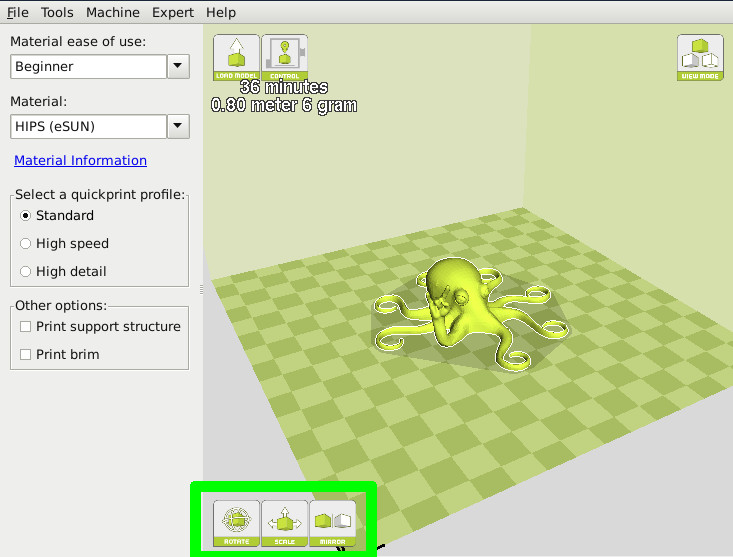 File Tools Machine Expert Help
Material ease of use:
Beginner
Material:
HIPS (eSUN)
Material Information
Select a quickprint profile:
Standard
High speed
High detail
Other options:
Print support structure
Print brim
LOAD MODEL CONTROL
36 minutes
0.80 meter 6 gram
VIEW MODE
ROTATE SCALE MIRROR